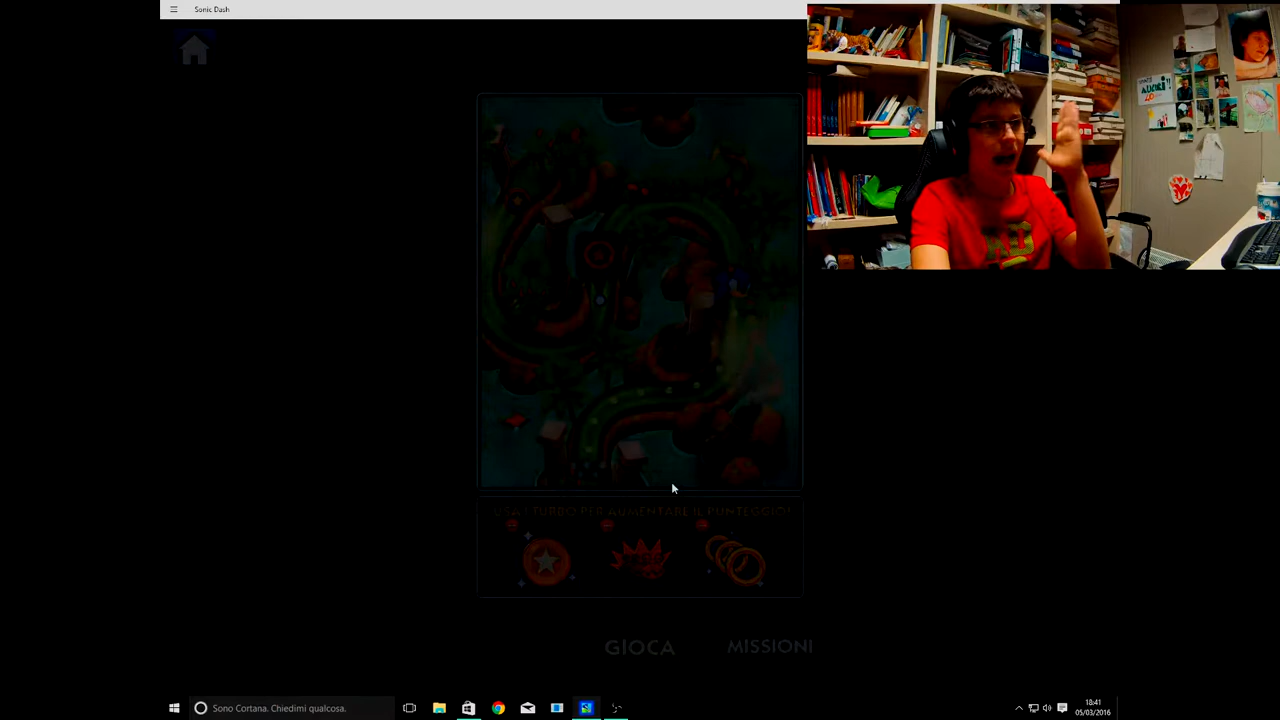 Sonic Dash
AUGURI!!
USA I TURBO PER AUMENTARE IL PUNTEGGIO!
GIOCA
MISSIONI
Sono Cortana. Chiedimi qualcosa.
18:41
05/03/2016